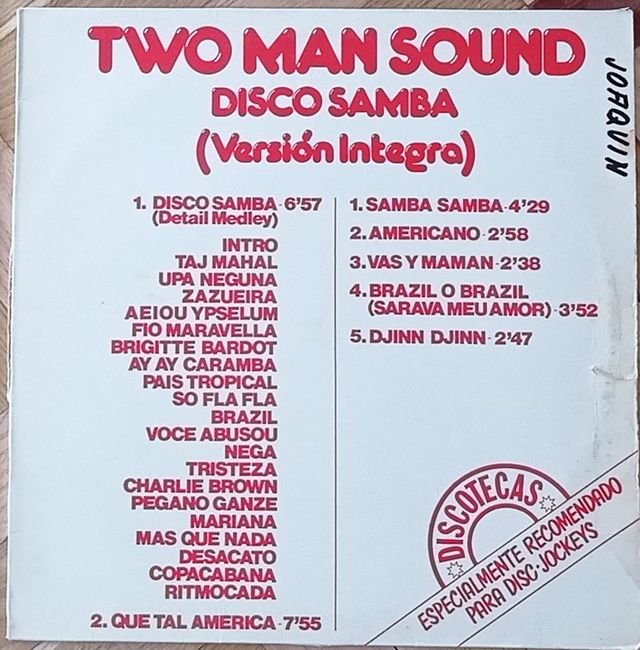 TWO MAN SOUND
DISCO SAMBA
(Versión Integra)
JOAQUIN
1. DISCO SAMBA-6'57
(Detail Medley)
INTRO
TAJ MAHAL
UPA NEGUNA
ZAZUEIRA
AEIOU YPSELUM
FIO MARAVELLA
BRIGITTE BARDOT
AY AY CARAMBA
PAIS TROPICAL
SO FLA FLA
BRAZIL
VOCE ABUSOU
NEGA
TRISTEZA
CHARLIE BROWN
PEGANO GANZE
MARIANA
MAS QUE NADA
DESACATO
COPACABANA
RITMOCADA
2. QUE TAL AMERICA-7'55
1. SAMBA SAMBA-4'29
2. AMERICANO-2'58
3. VAS Y MAMAN-2'38
4. BRAZIL O BRAZIL
(SARAVA MEU AMOR)-3'52
5. DJINN DJINN-2'47
DISCOTECAS
ESPECIALMENTE RECOMENDADO
PARA DISC-JOCKEYS